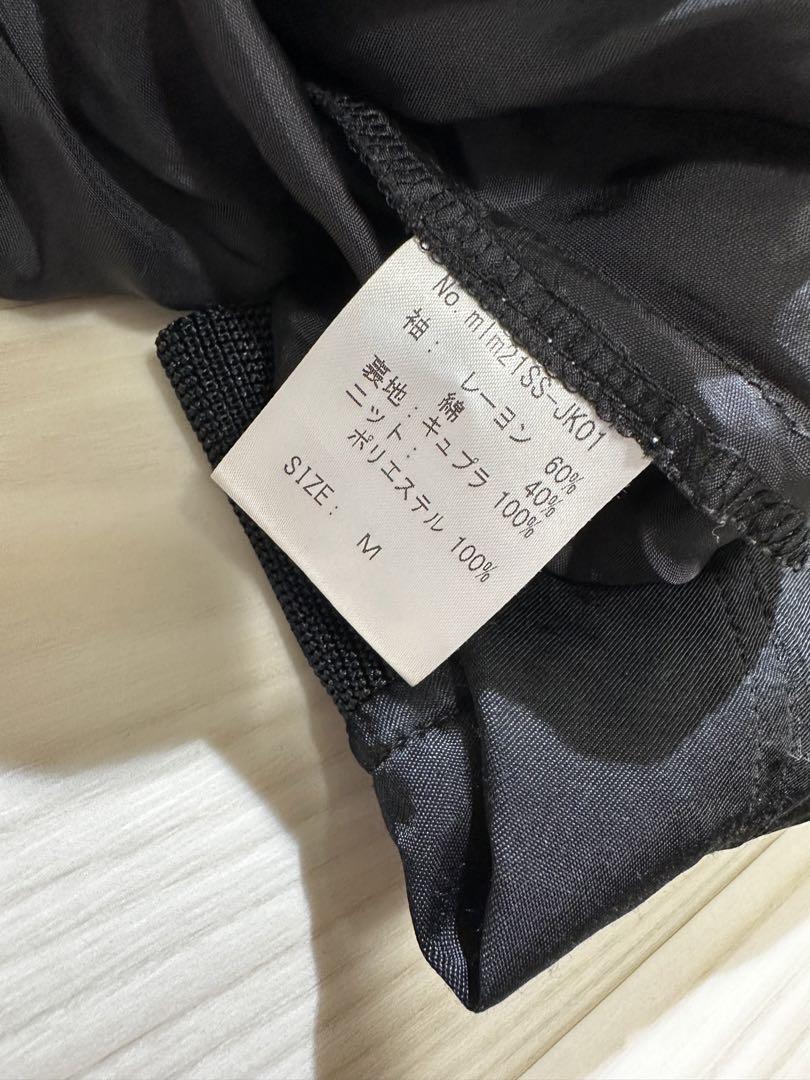 No. mlm21SS-JK01
袖: レーヨン 60%
綿 40%
裏地: キュプラ 100%
ニット:
ポリエステル 100%
SIZE: M